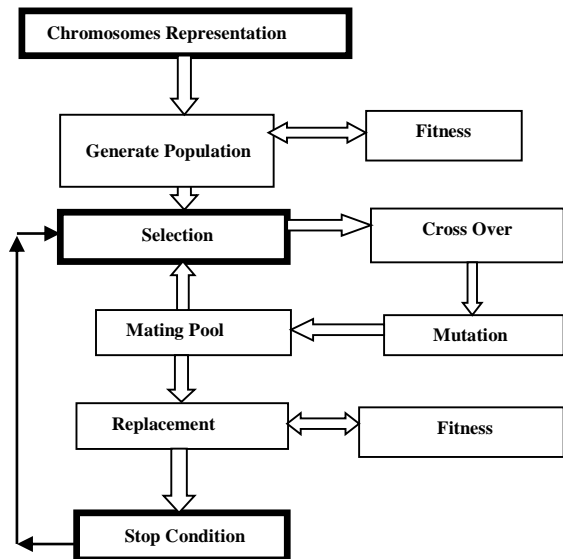 Chromosomes Representation
Generate Population
Fitness
Selection
Cross Over
Mating Pool
Mutation
Replacement
Fitness
Stop Condition